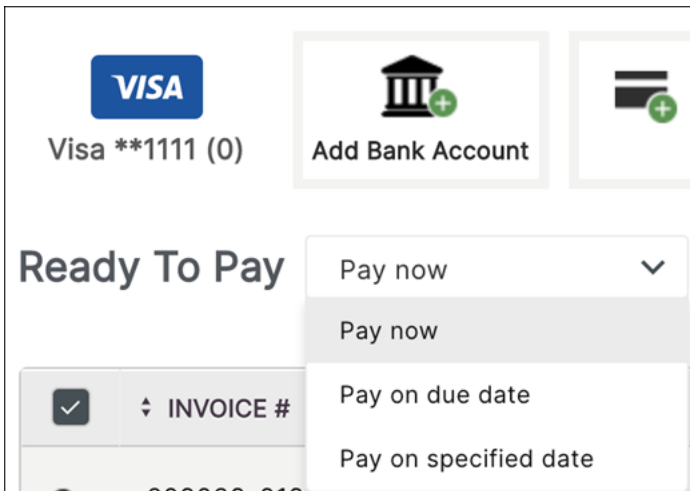 VISA
Visa **1111 (0)
Add Bank Account
Ready To Pay
Pay now
Pay now
Pay on due date
Pay on specified date
INVOICE #